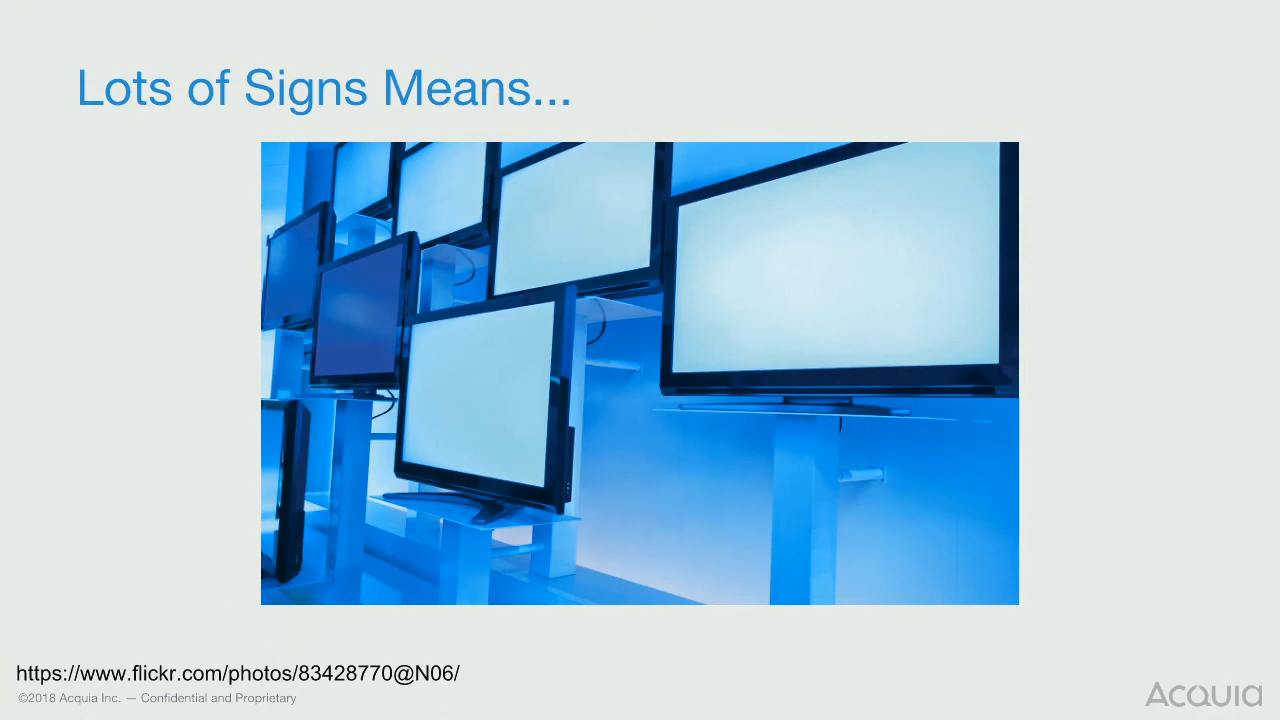 Lots of Signs Means...
https://www.flickr.com/photos/83428770@N06/
©2018 Acquia Inc. — Confidential and Proprietary
Acquia